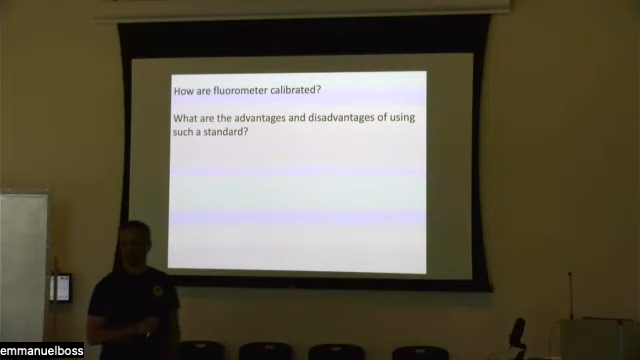 How are fluorometer calibrated?
What are the advantages and disadvantages of using
such a standard?
emmanuelboss